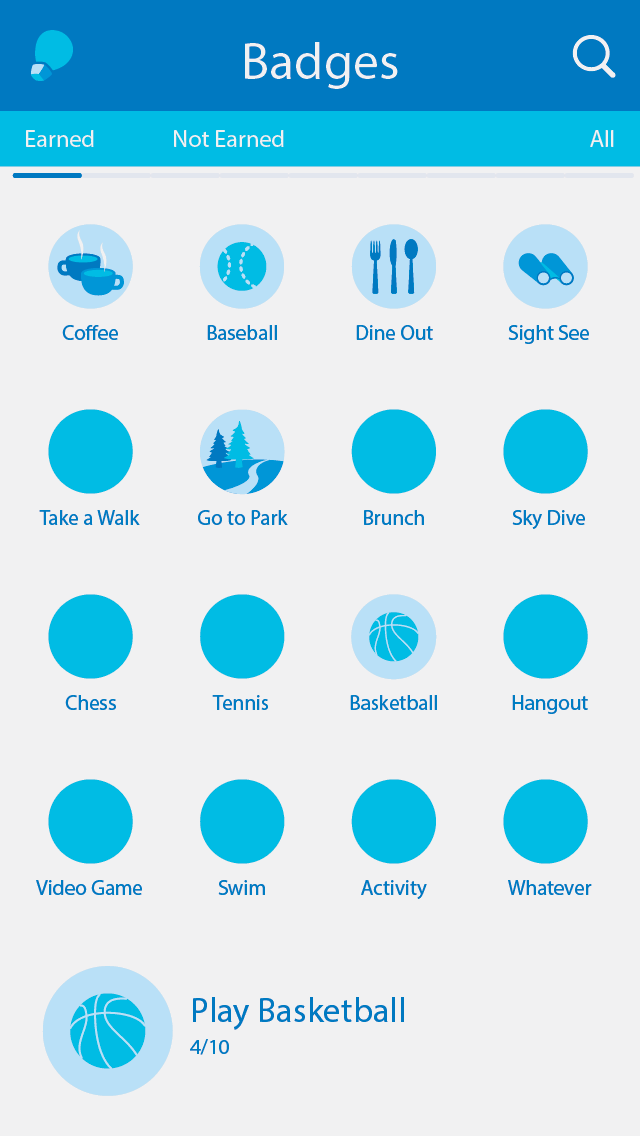 Badges
Earned Not Earned All
Coffee Baseball Dine Out Sight See
Take a Walk Go to Park Brunch Sky Dive
Chess Tennis Basketball Hangout
Video Game Swim Activity Whatever
Play Basketball
4/10